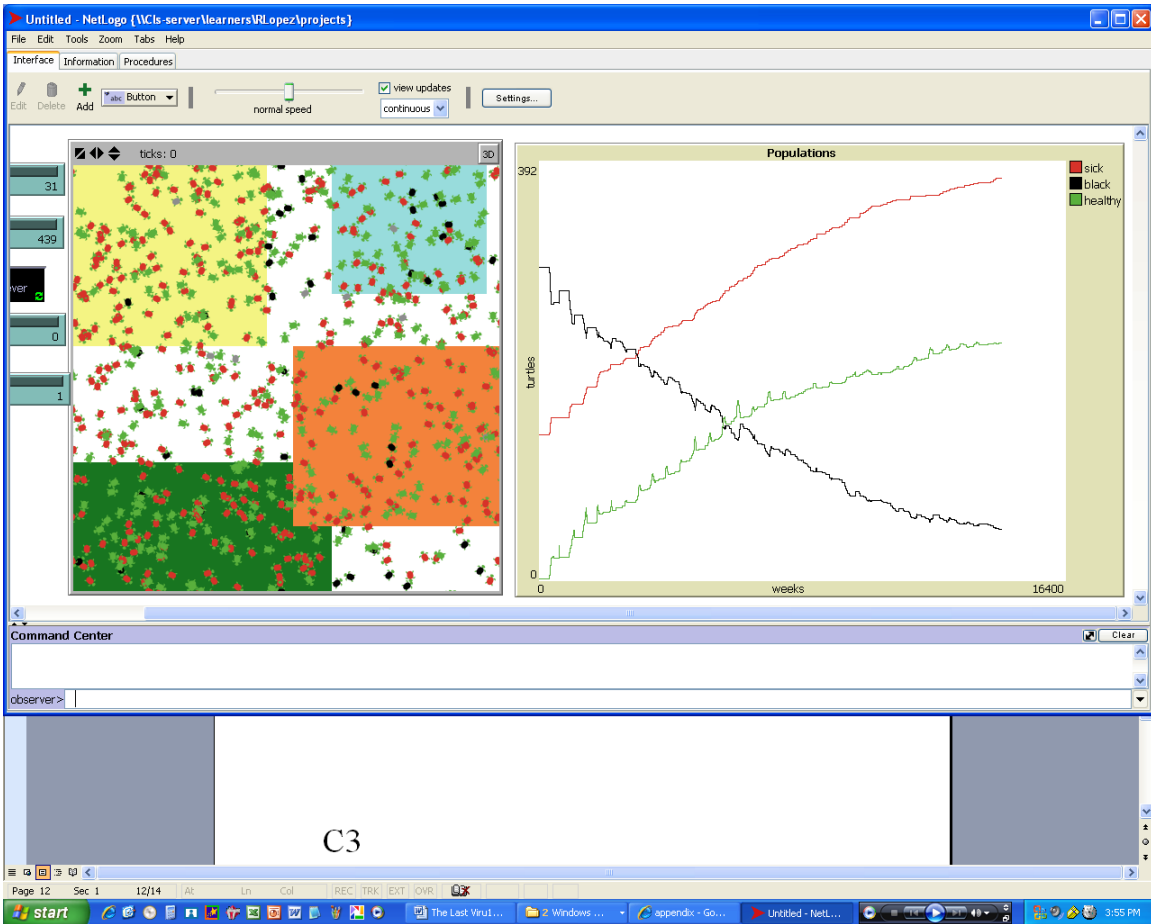 Untitled - NetLogo {\\Cls-server\learners\RLopez\projects}
File Edit Tools Zoom Tabs Help
Interface Information Procedures
Edit Delete Add abc Button normal speed view updates continuous Settings...
ticks: 0 3D
31
439
ver
0
1
Populations
392
turtles
0
0 weeks 16400
sick
black
healthy
Command Center Clear
observer>
C3
Page 12 Sec 1 12/14 At Ln Col REC TRK EXT OVR
start The Last Viru1... 2 Windows ... appendix - Go... Untitled - NetL... 3:55 PM